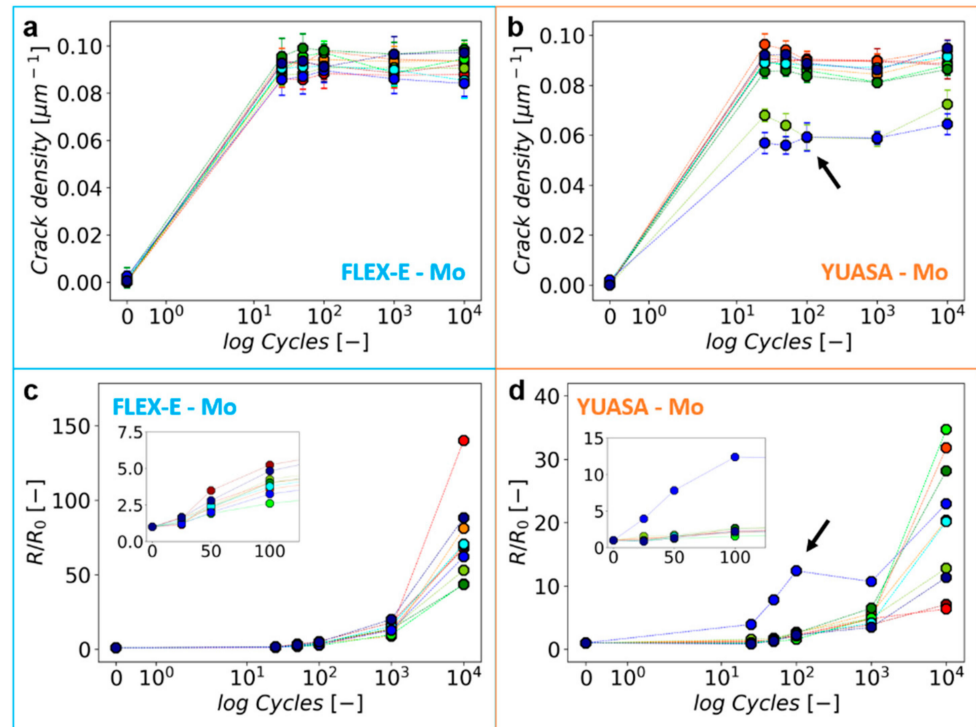 a
Crack density [μm⁻¹]
0.10
0.08
0.06
0.04
0.02
0.00
FLEX-E - Mo
0 10⁰ 10¹ 10² 10³ 10⁴
log Cycles [−]
b
Crack density [μm⁻¹]
0.10
0.08
0.06
0.04
0.02
0.00
YUASA - Mo
0 10⁰ 10¹ 10² 10³ 10⁴
log Cycles [−]
c
FLEX-E - Mo
R/R₀ [−]
150
100
50
0
7.5
5.0
2.5
0.0
0 50 100
0 10⁰ 10¹ 10² 10³ 10⁴
log Cycles [−]
d
YUASA - Mo
R/R₀ [−]
40
30
20
10
0
15
10
5
0
0 50 100
0 10⁰ 10¹ 10² 10³ 10⁴
log Cycles [−]